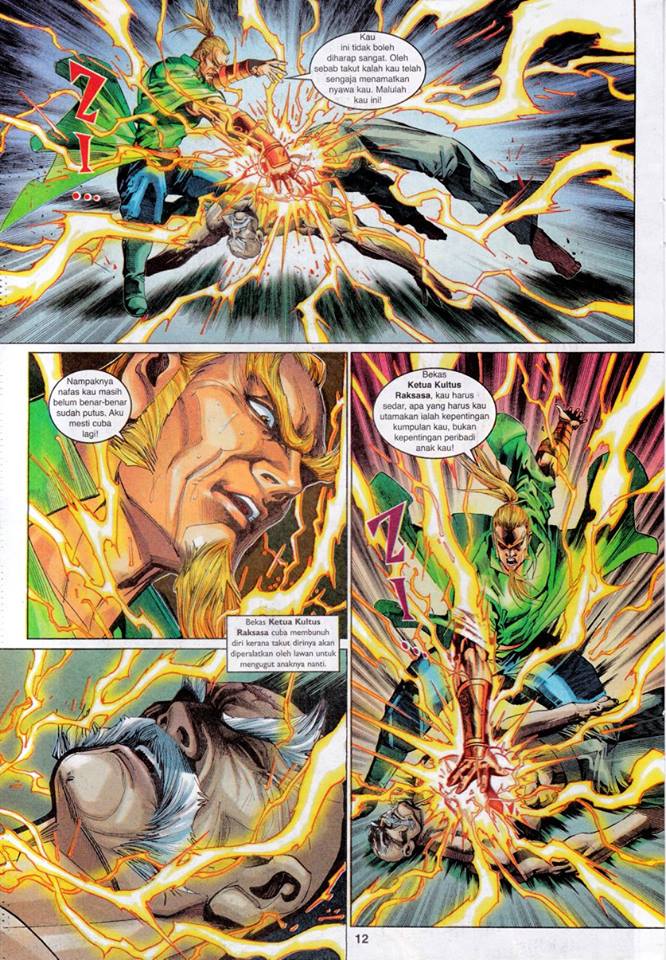 Kau
ini tidak boleh
diharap sangat. Oleh
sebab takut kalah kau telah
sengaja menamatkan
nyawa kau. Malulah
kau ini!
ZI...
Nampaknya
nafas kau masih
belum benar-benar
sudah putus. Aku
mesti cuba
lagi!
Bekas Ketua Kultus
Raksasa cuba membunuh
diri kerana takut dirinya akan
diperalatkan oleh lawan untuk
mengugut anaknya nanti.
Bekas
Ketua Kultus
Raksasa, kau harus
sedar, apa yang harus kau
utamakan ialah kepentingan
kumpulan kau, bukan
kepentingan peribadi
anak kau!
ZI...
12